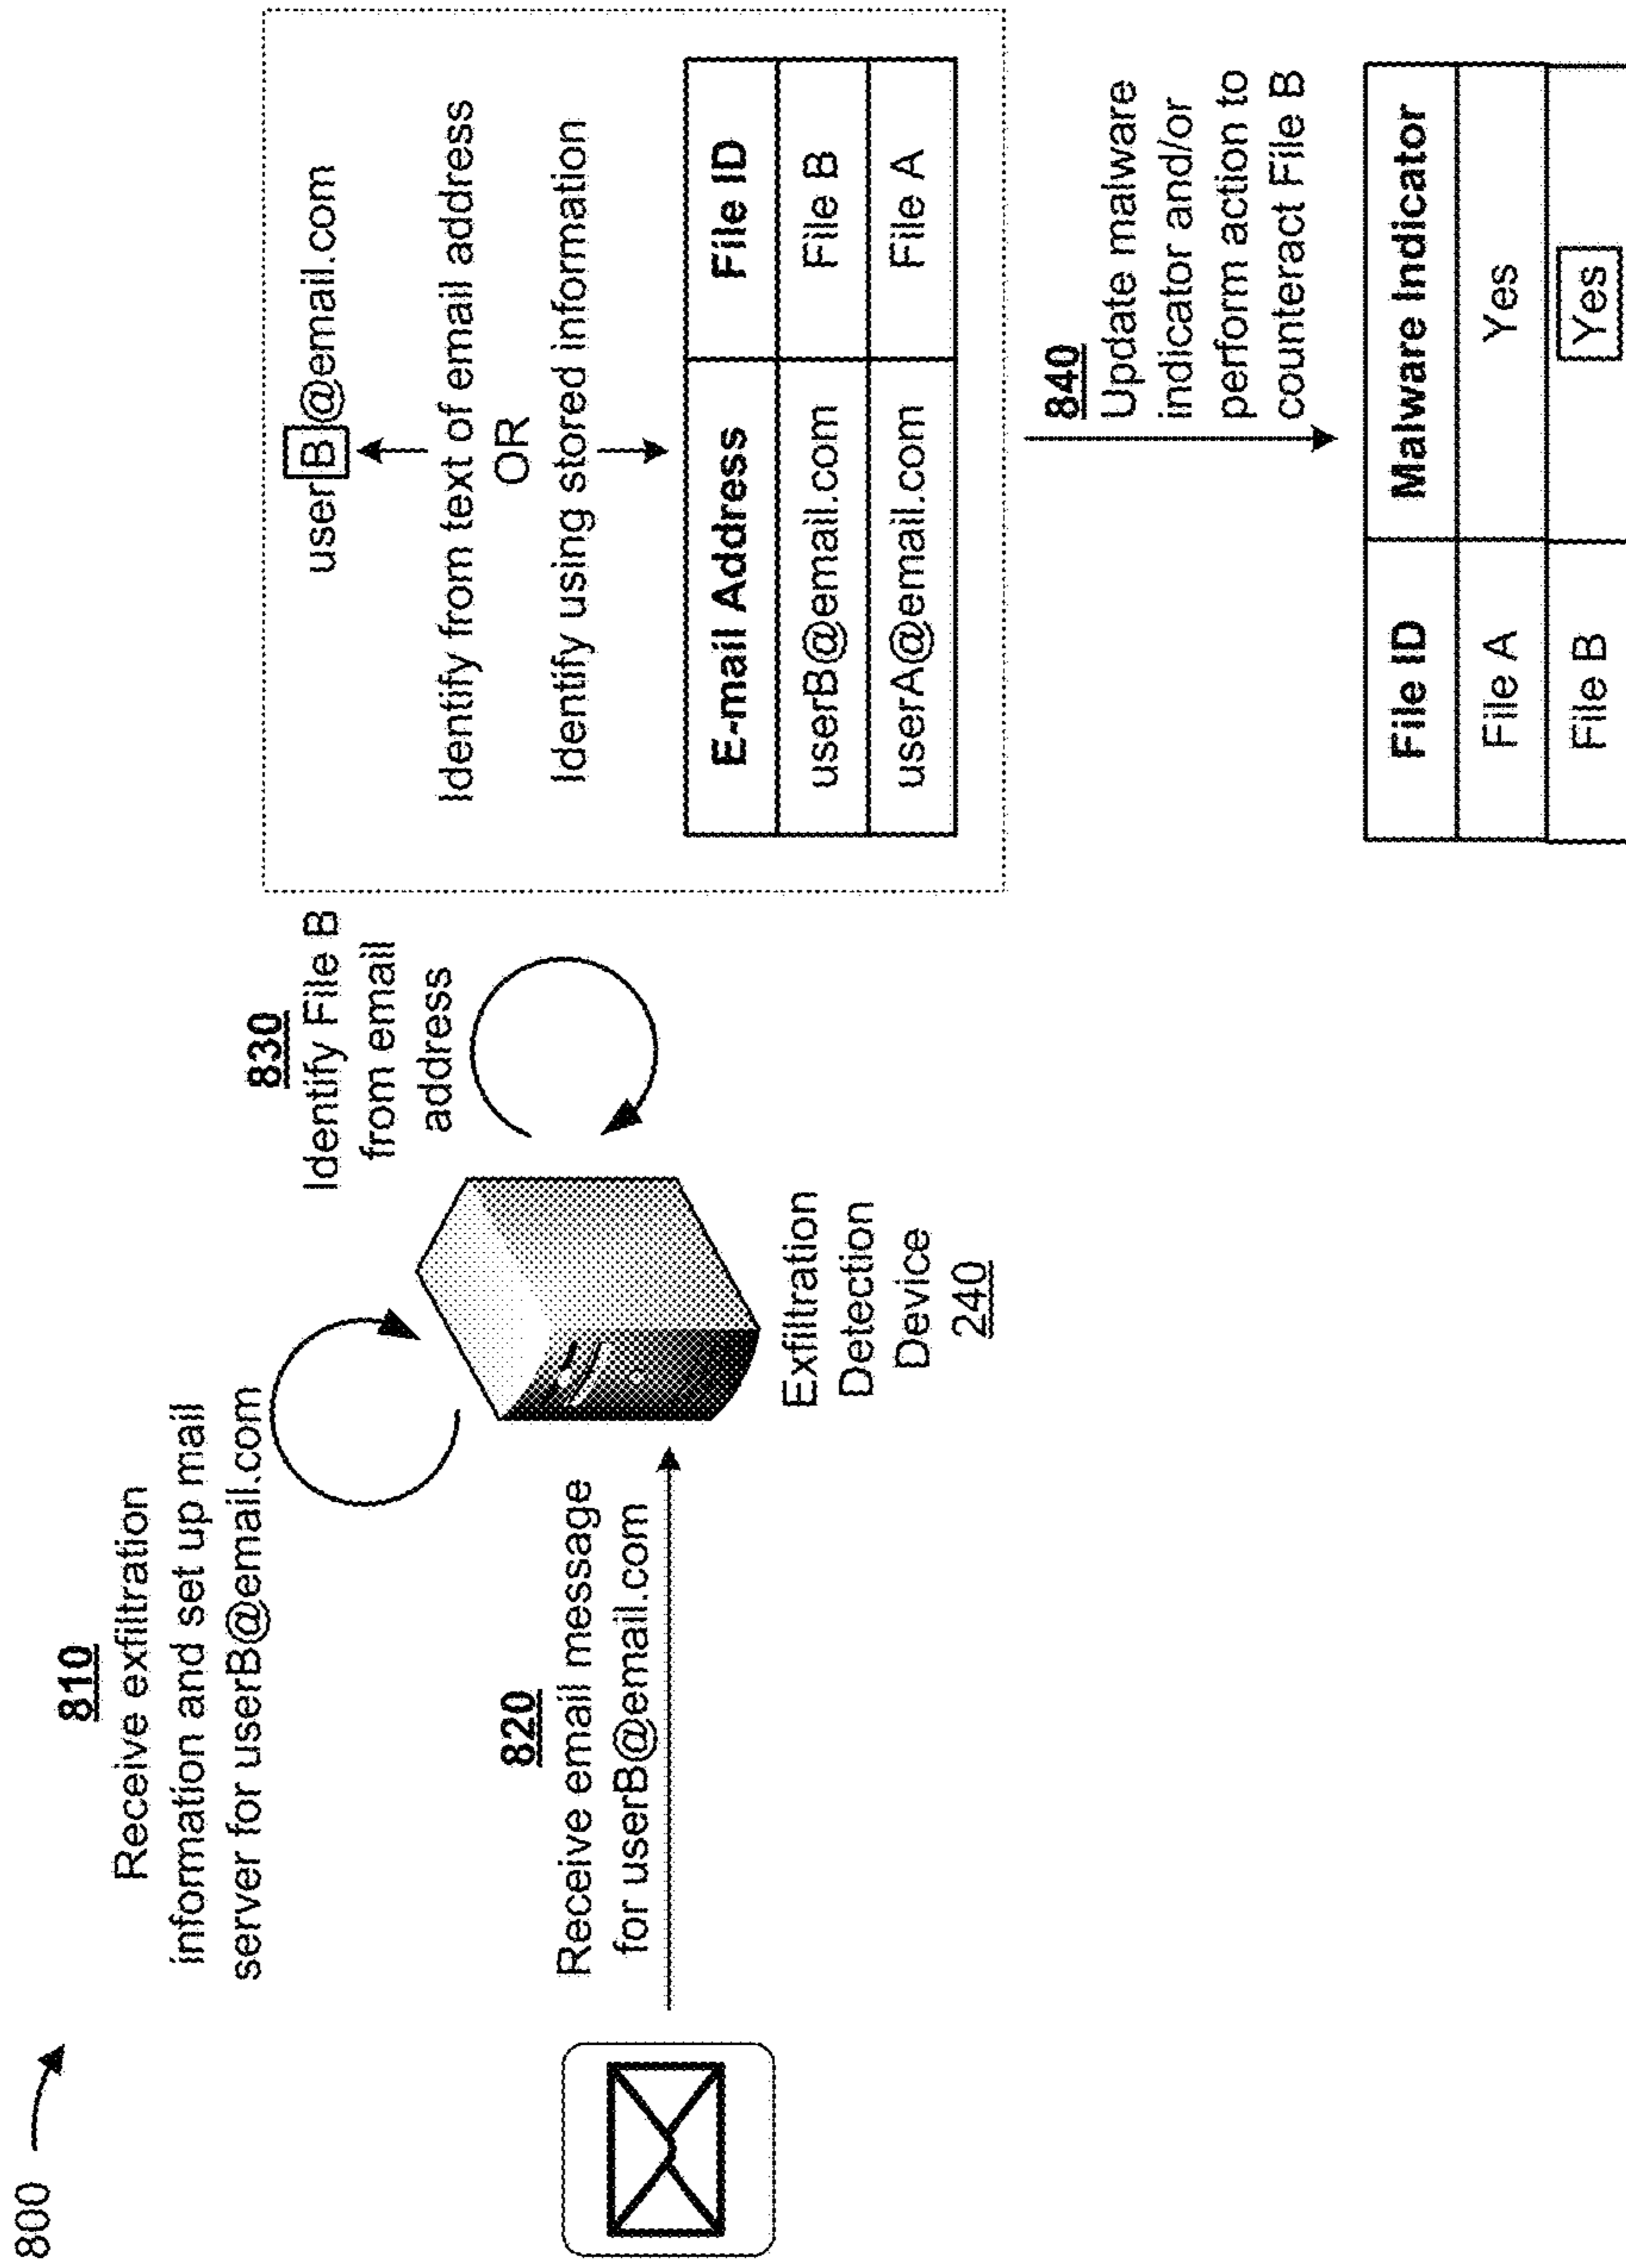 800
810
Receive exfiltration
information and set up mail
server for userB@email.com
820
Receive email message
for userB@email.com
Exfiltration
Detection
Device
240
830
Identify File B
from email
address
userB@email.com
Identify from text of email address
OR
Identify using stored information
E-mail Address File ID
userB@email.com File B
userA@email.com File A
840
Update malware
indicator and/or
perform action to
counteract File B
File ID Malware Indicator
File A Yes
File B Yes